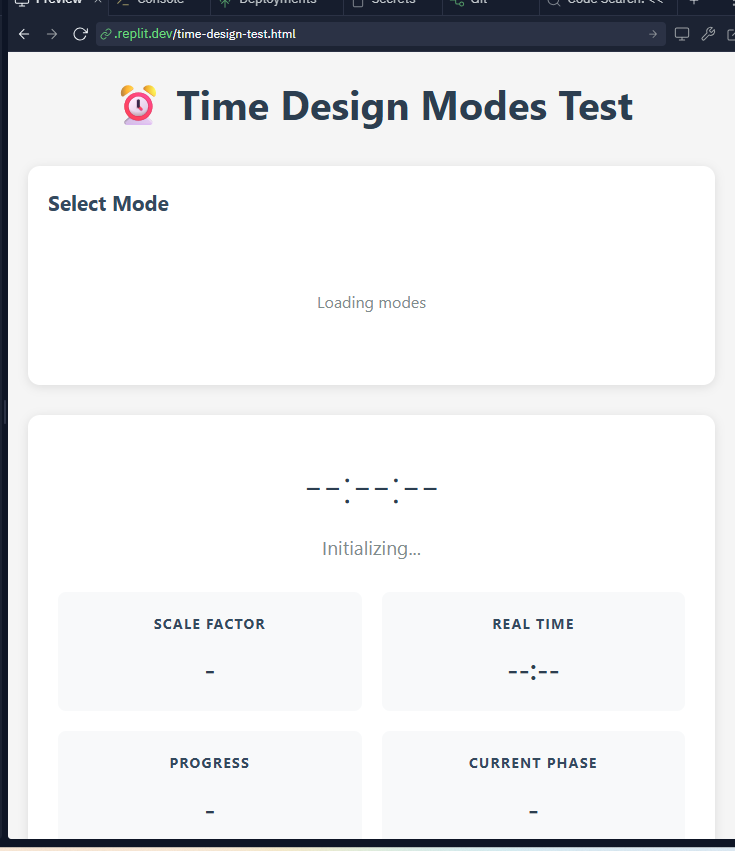 Preview
Console
Deployments
Secrets
Git
Code Search: <<
.replit.dev/time-design-test.html
Time Design Modes Test
Select Mode
Loading modes
--:--:--
Initializing...
SCALE FACTOR
-
REAL TIME
--:--
PROGRESS
-
CURRENT PHASE
-